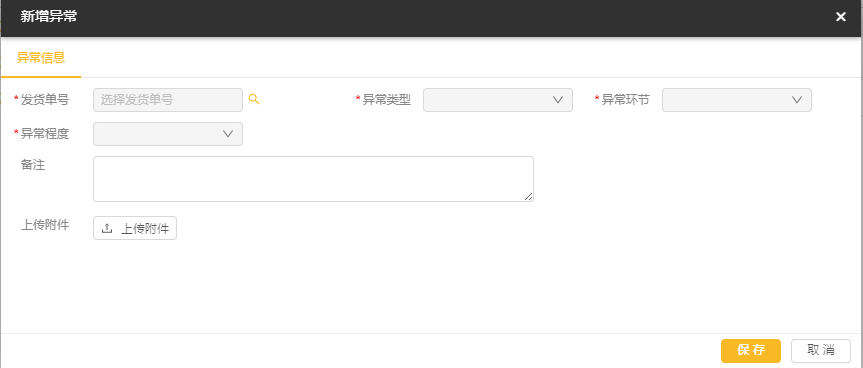 新增异常
异常信息
* 发货单号 选择发货单号 * 异常类型 * 异常环节
* 异常程度
备注
上传附件 上传附件
保 存 取 消